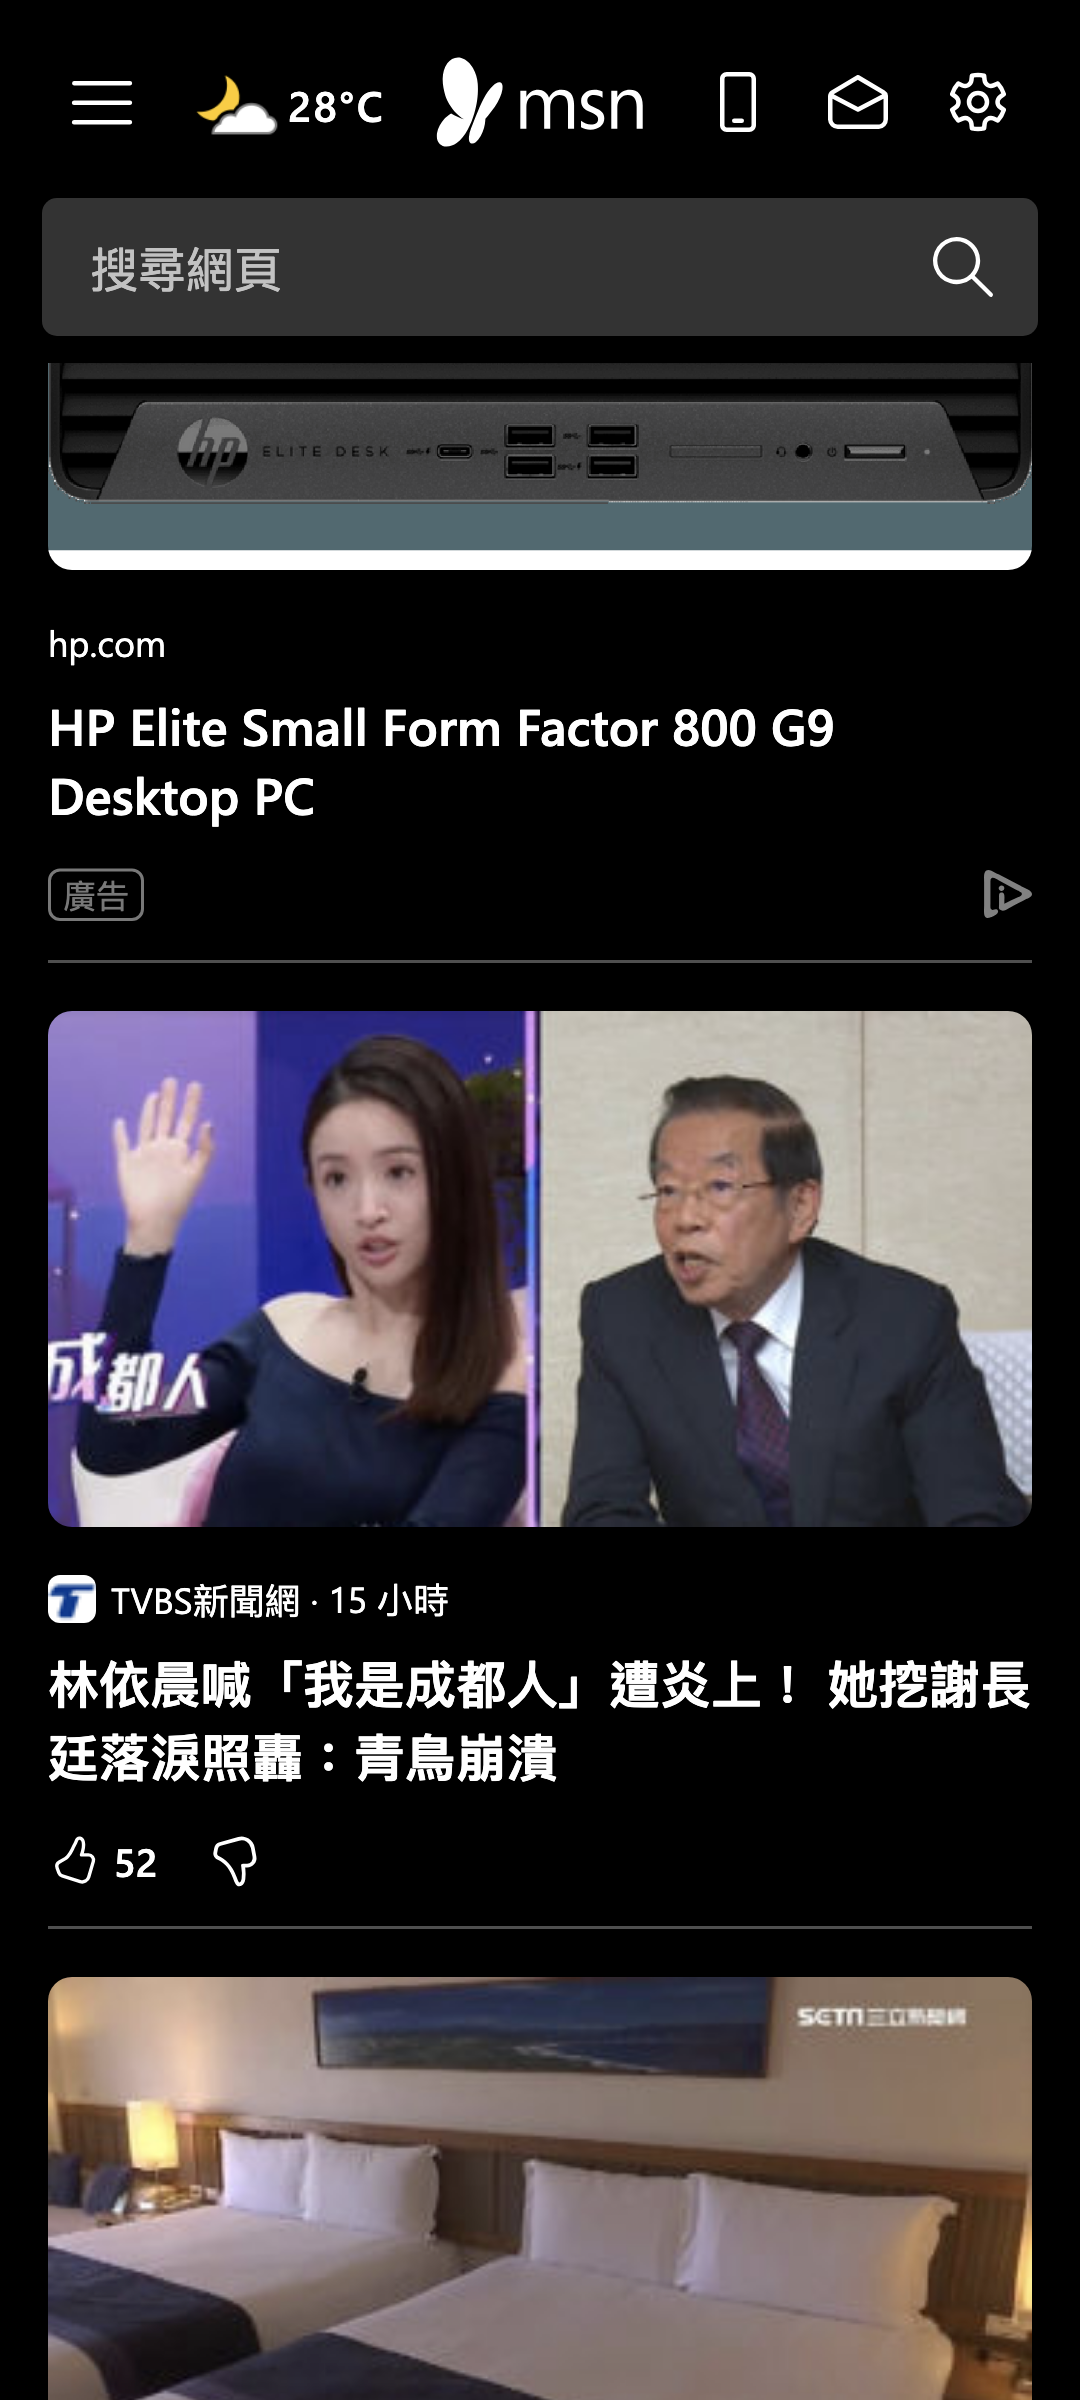 28°C
msn
搜尋網頁
hp
ELITE DESK
hp.com
HP Elite Small Form Factor 800 G9
Desktop PC
廣告
成都人
TVBS新聞網 · 15 小時
林依晨喊「我是成都人」遭炎上！ 她挖謝長
廷落淚照轟：青鳥崩潰
52
SETN三立新聞網